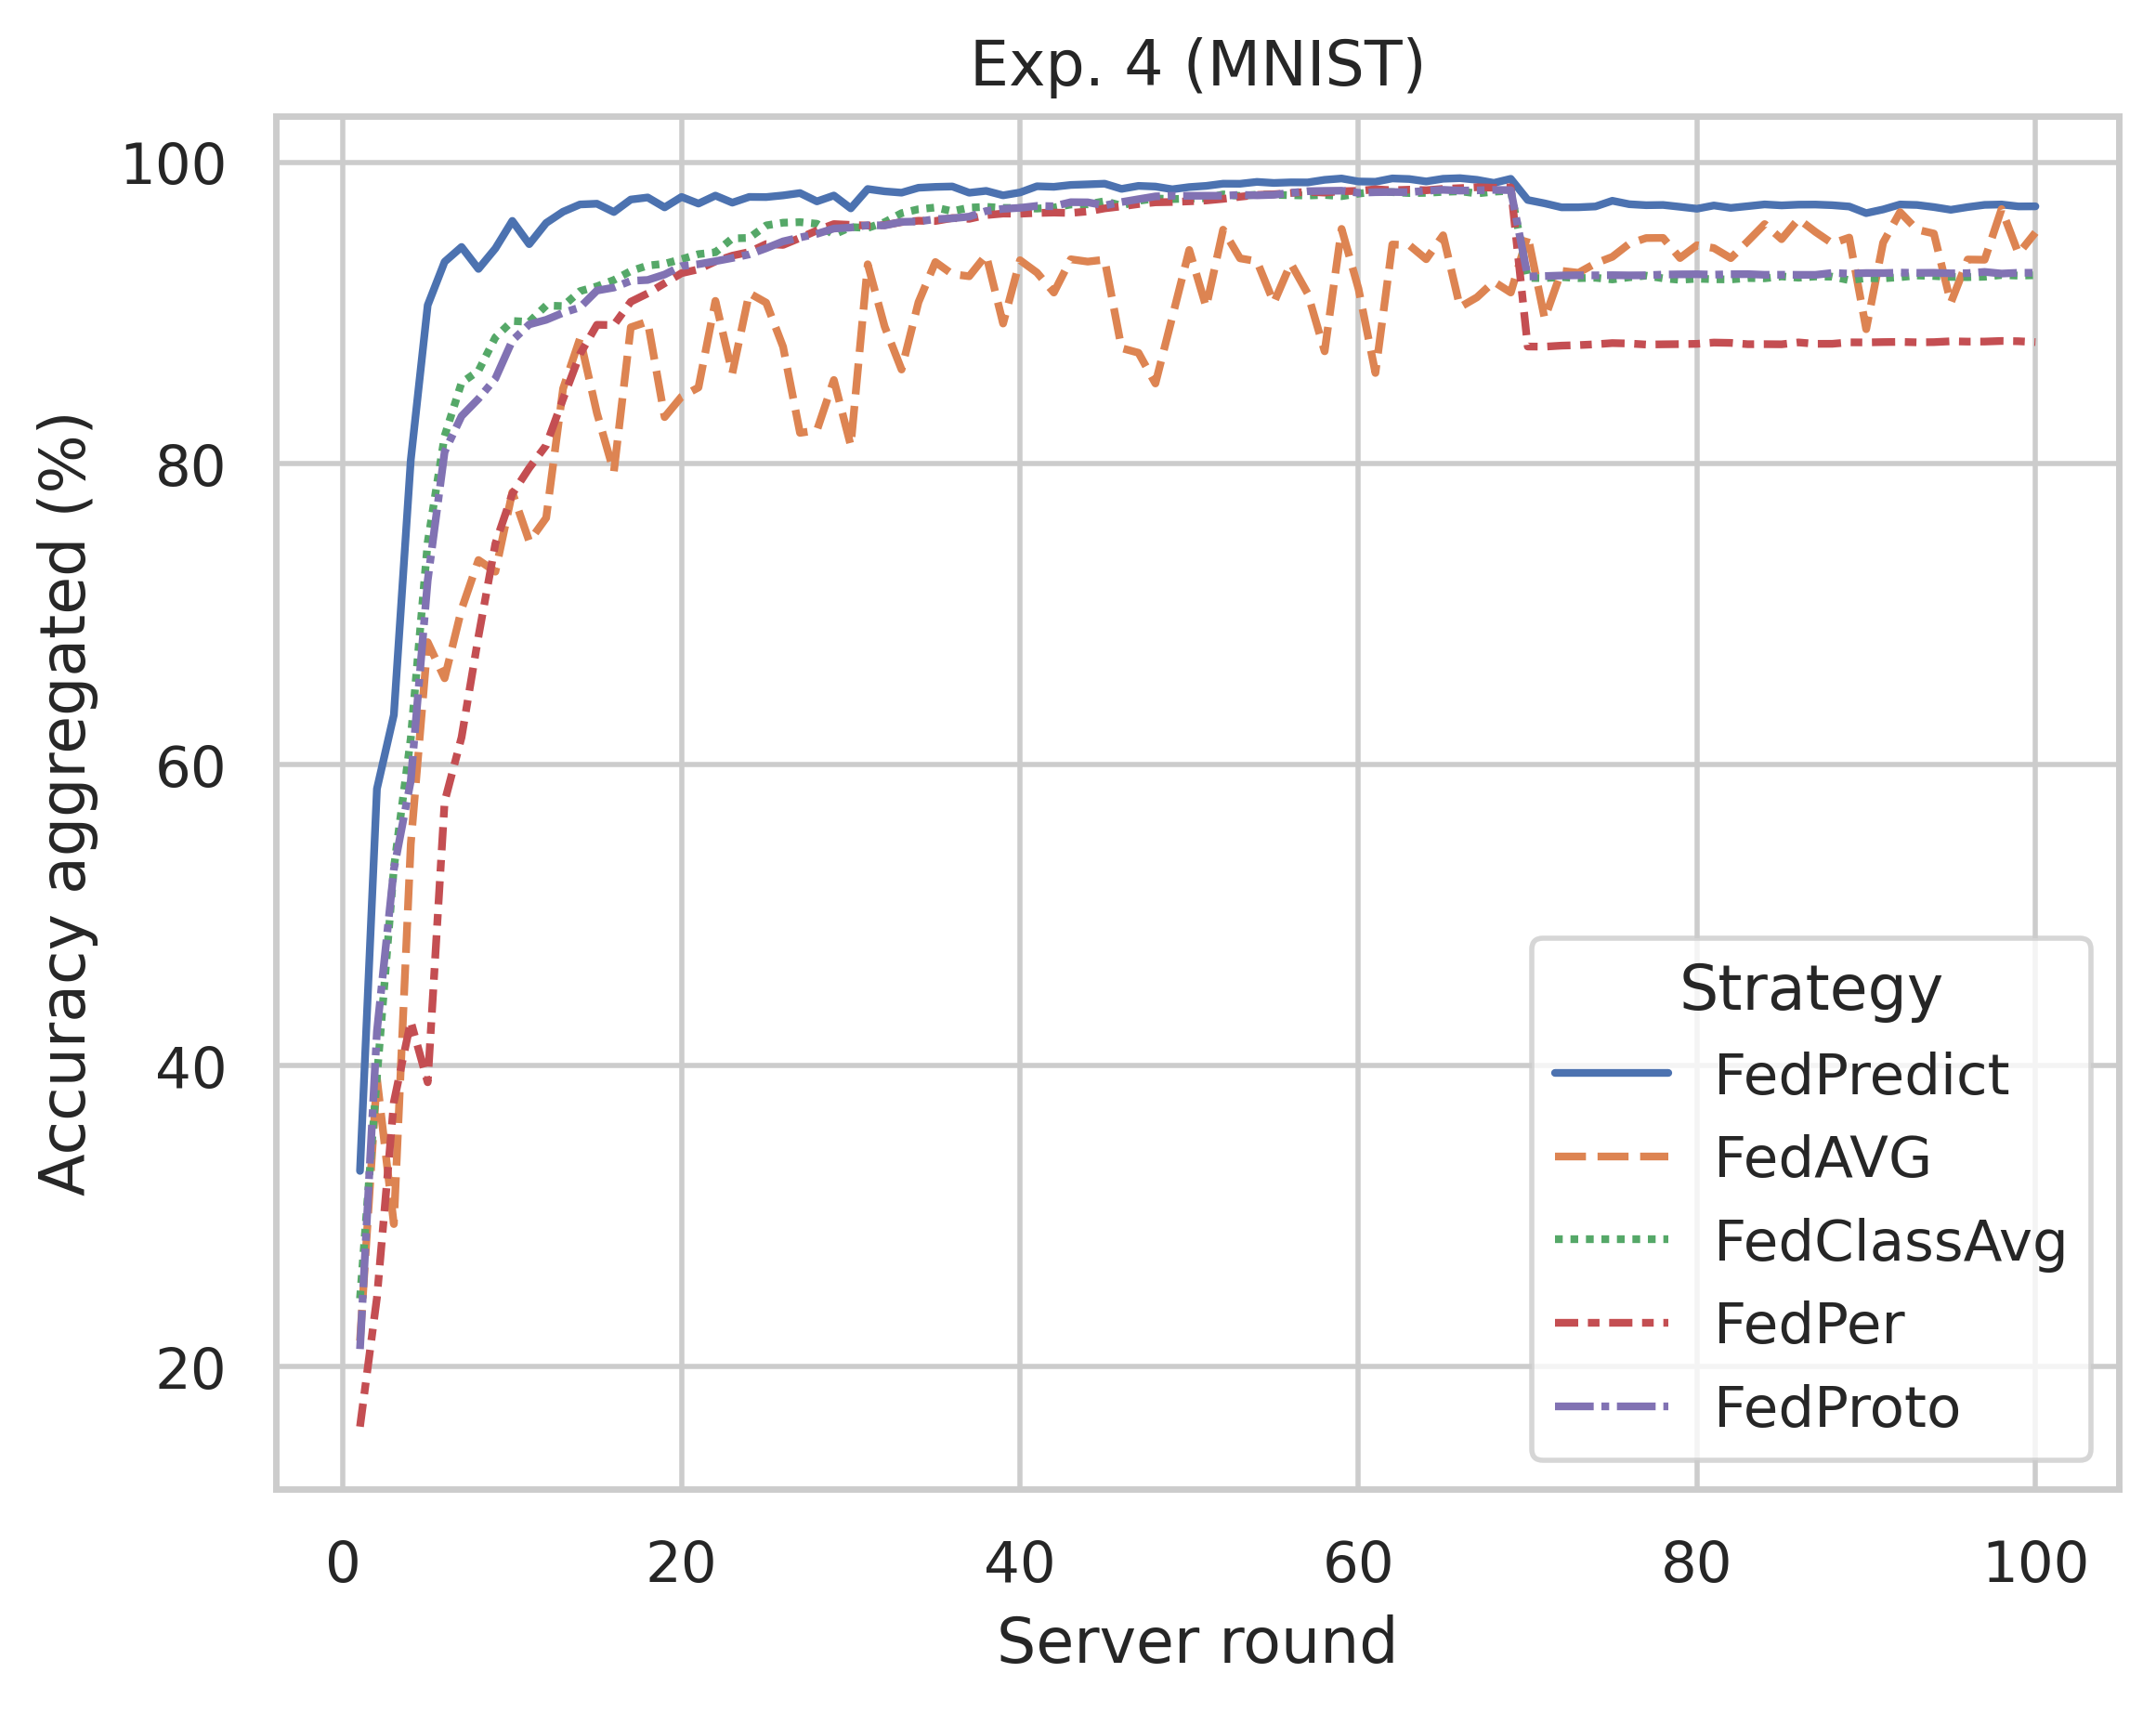 Exp. 4 (MNIST)
Accuracy aggregated (%)
100
80
60
40
20
0
20
40
60
80
100
Server round
Strategy
FedPredict
FedAVG
FedClassAvg
FedPer
FedProto